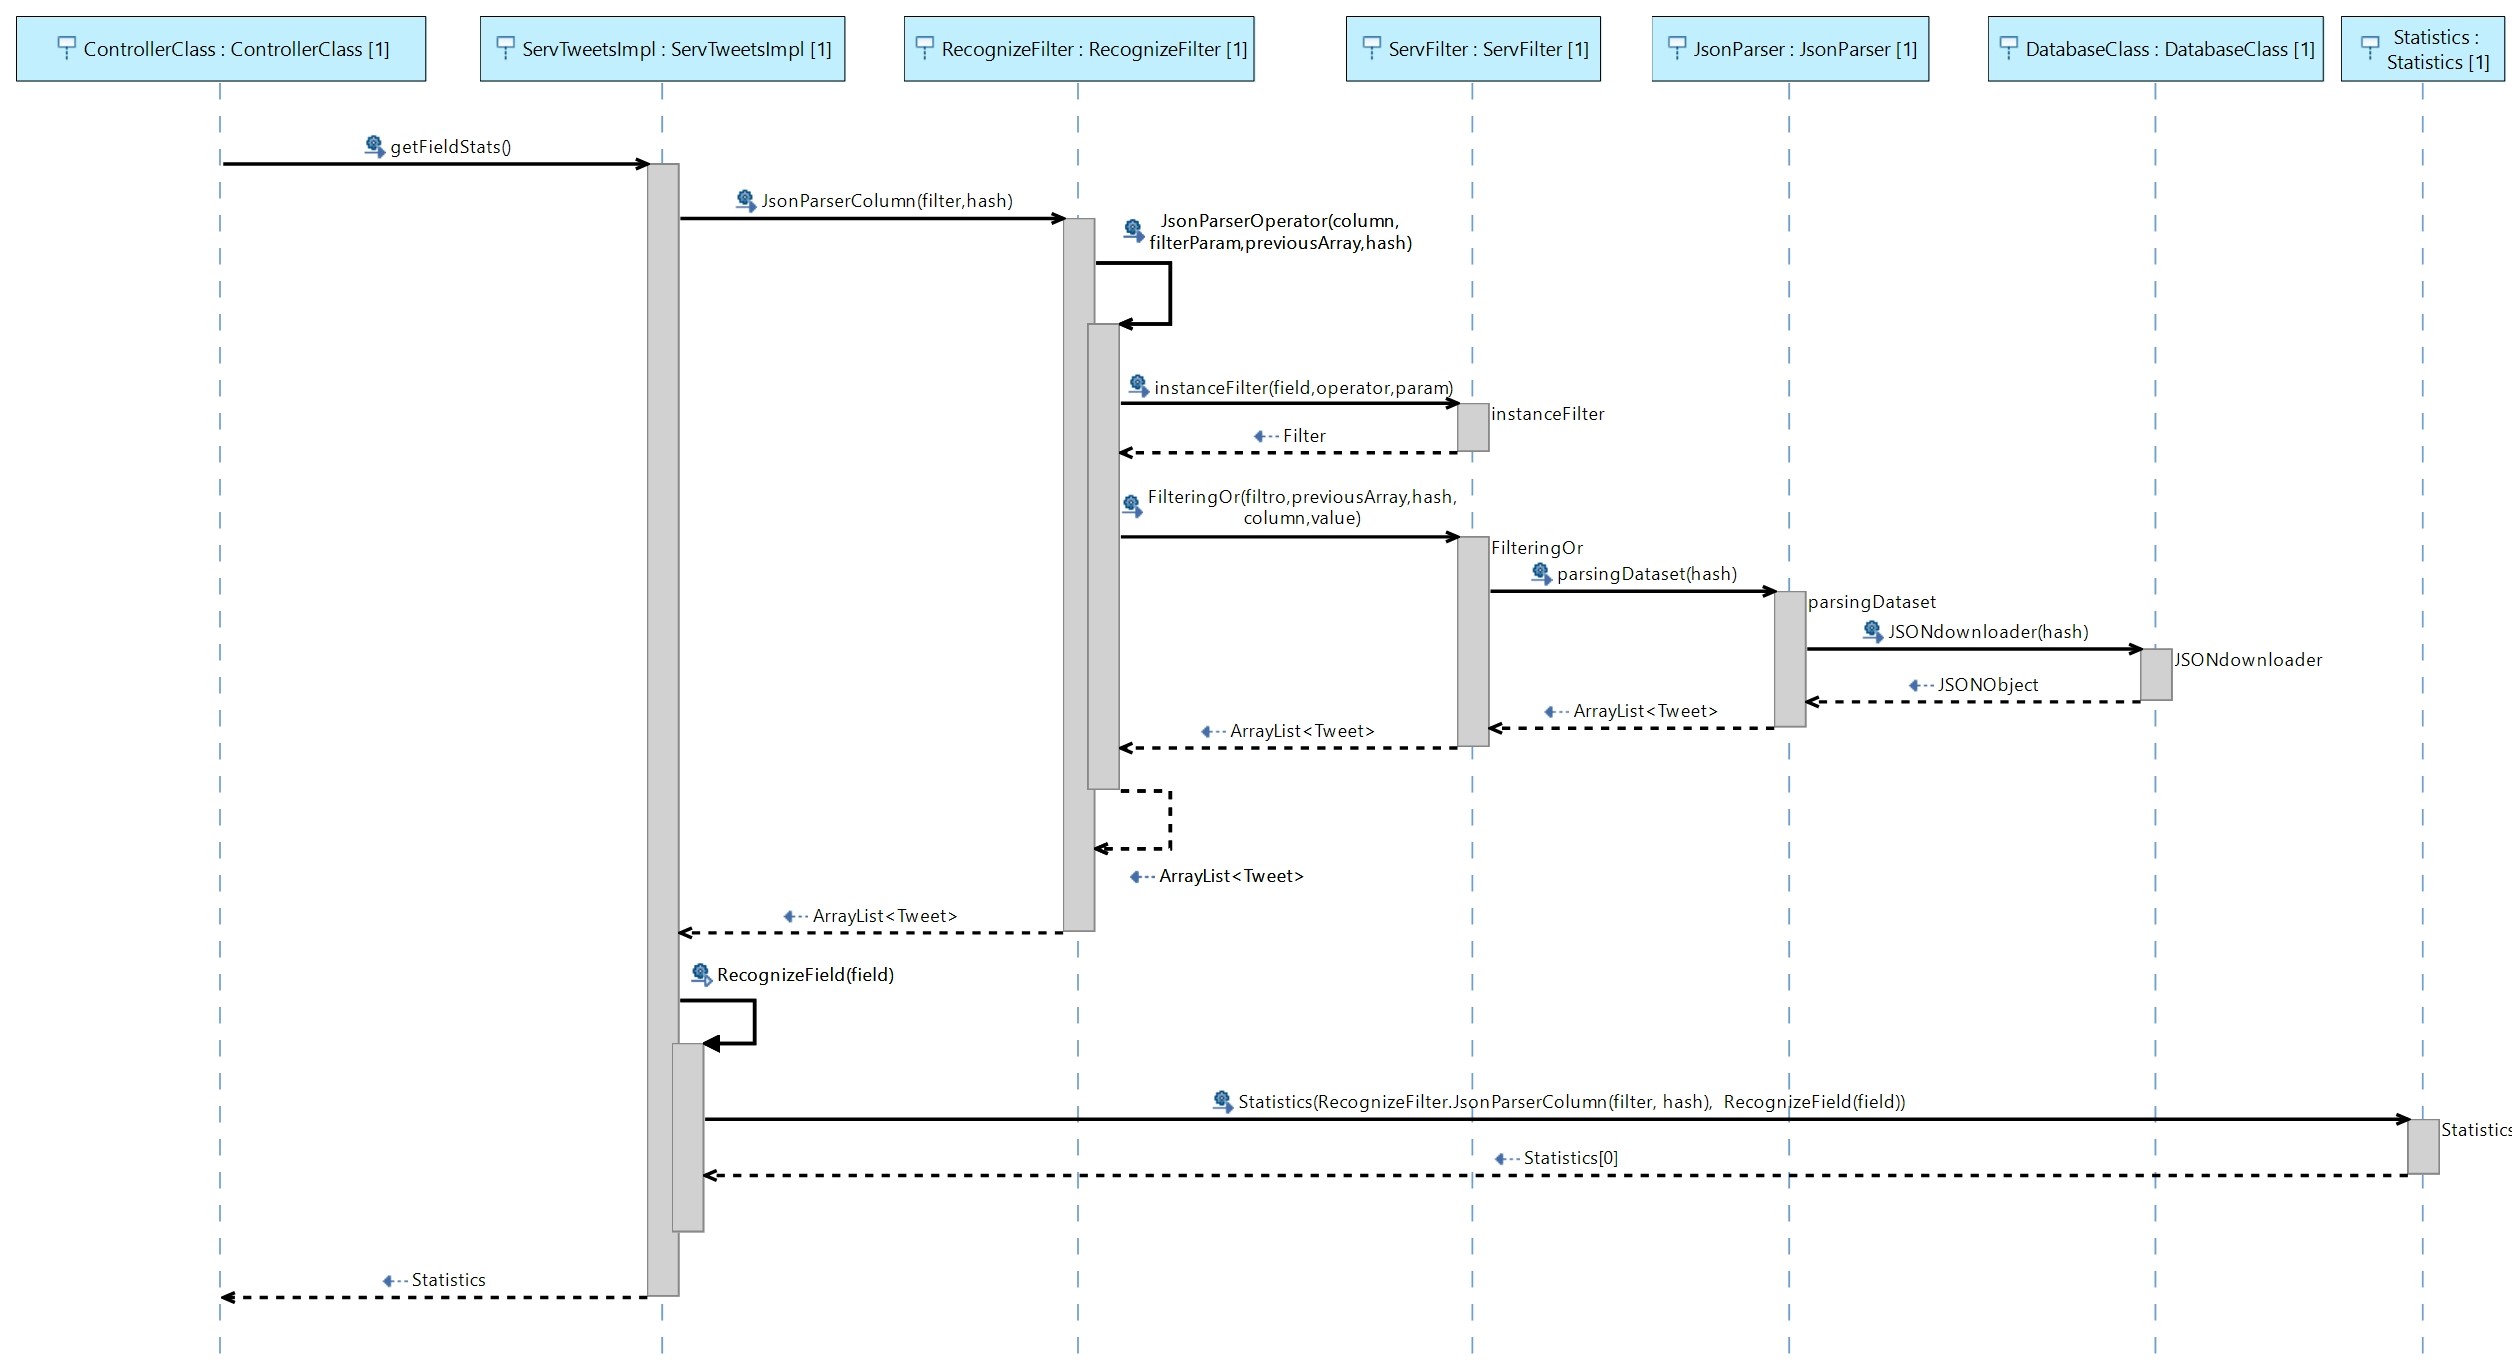 ControllerClass : ControllerClass [1]
ServTweetsImpl : ServTweetsImpl [1]
RecognizeFilter : RecognizeFilter [1]
ServFilter : ServFilter [1]
JsonParser : JsonParser [1]
DatabaseClass : DatabaseClass [1]
Statistics :
Statistics [1]
getFieldStats()
JsonParserColumn(filter,hash)
JsonParserOperator(column,
filterParam,previousArray,hash)
instanceFilter(field,operator,param)
instanceFilter
Filter
FilteringOr(filtro,previousArray,hash,
column,value)
FilteringOr
parsingDataset(hash)
parsingDataset
JSONdownloader(hash)
JSONdownloader
JSONObject
ArrayList<Tweet>
ArrayList<Tweet>
ArrayList<Tweet>
ArrayList<Tweet>
RecognizeField(field)
Statistics(RecognizeFilter.JsonParserColumn(filter, hash),  RecognizeField(field))
Statistics
Statistics[0]
Statistics